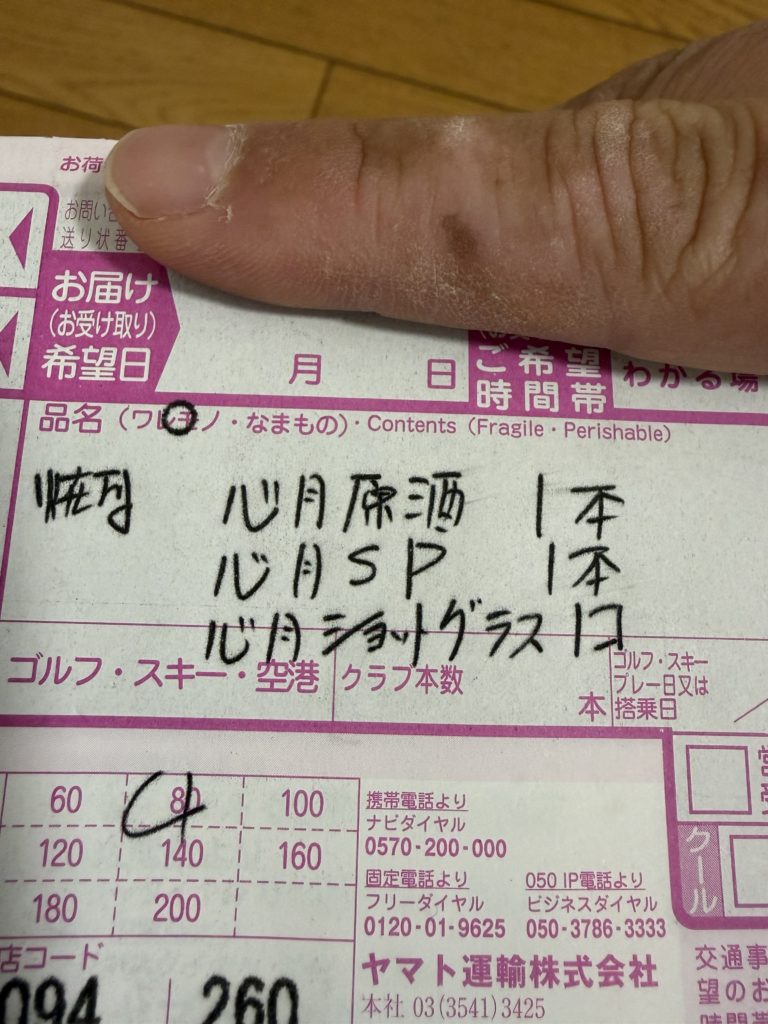 お荷
お問い合
送り状番
お届け
(お受け取り)
希望日
月
日
ご希望
時間帯
わかる場
品名(ワレモノ・なまもの)・Contents (Fragile・Perishable)
焼酎
心月原酒 1本
心月SP 1本
心月ショットグラス 1コ
ゴルフ・スキー・空港
クラブ本数
本
ゴルフ・スキー
プレー日又は
搭乗日
60 80 100
120 140 160
180 200
携帯電話より
ナビダイヤル
0570-200-000
固定電話より
フリーダイヤル
0120-01-9625
050 IP電話より
ビジネスダイヤル
050-3786-3333
ヤマト運輸株式会社
本社 03(3541)3425
クール
店コード
094 260
交通事
望のお
時間帯